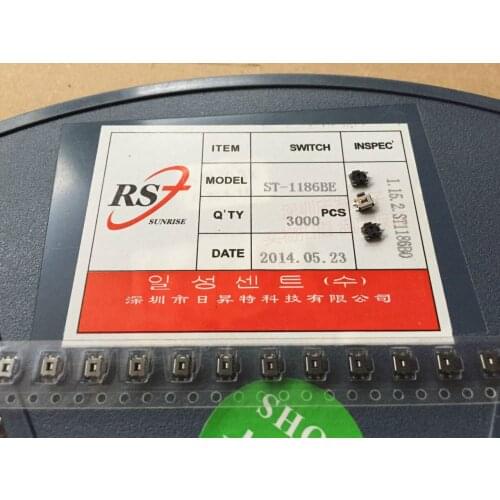 RS
SUNRISE
ITEM SWITCH INSPEC'
MODEL ST-1186BE
Q'TY 3000 PCS
DATE 2014.05.23
1.15.2.ST1186B0
일성센트(수)
深圳市日昇特科技有限公司
SHO